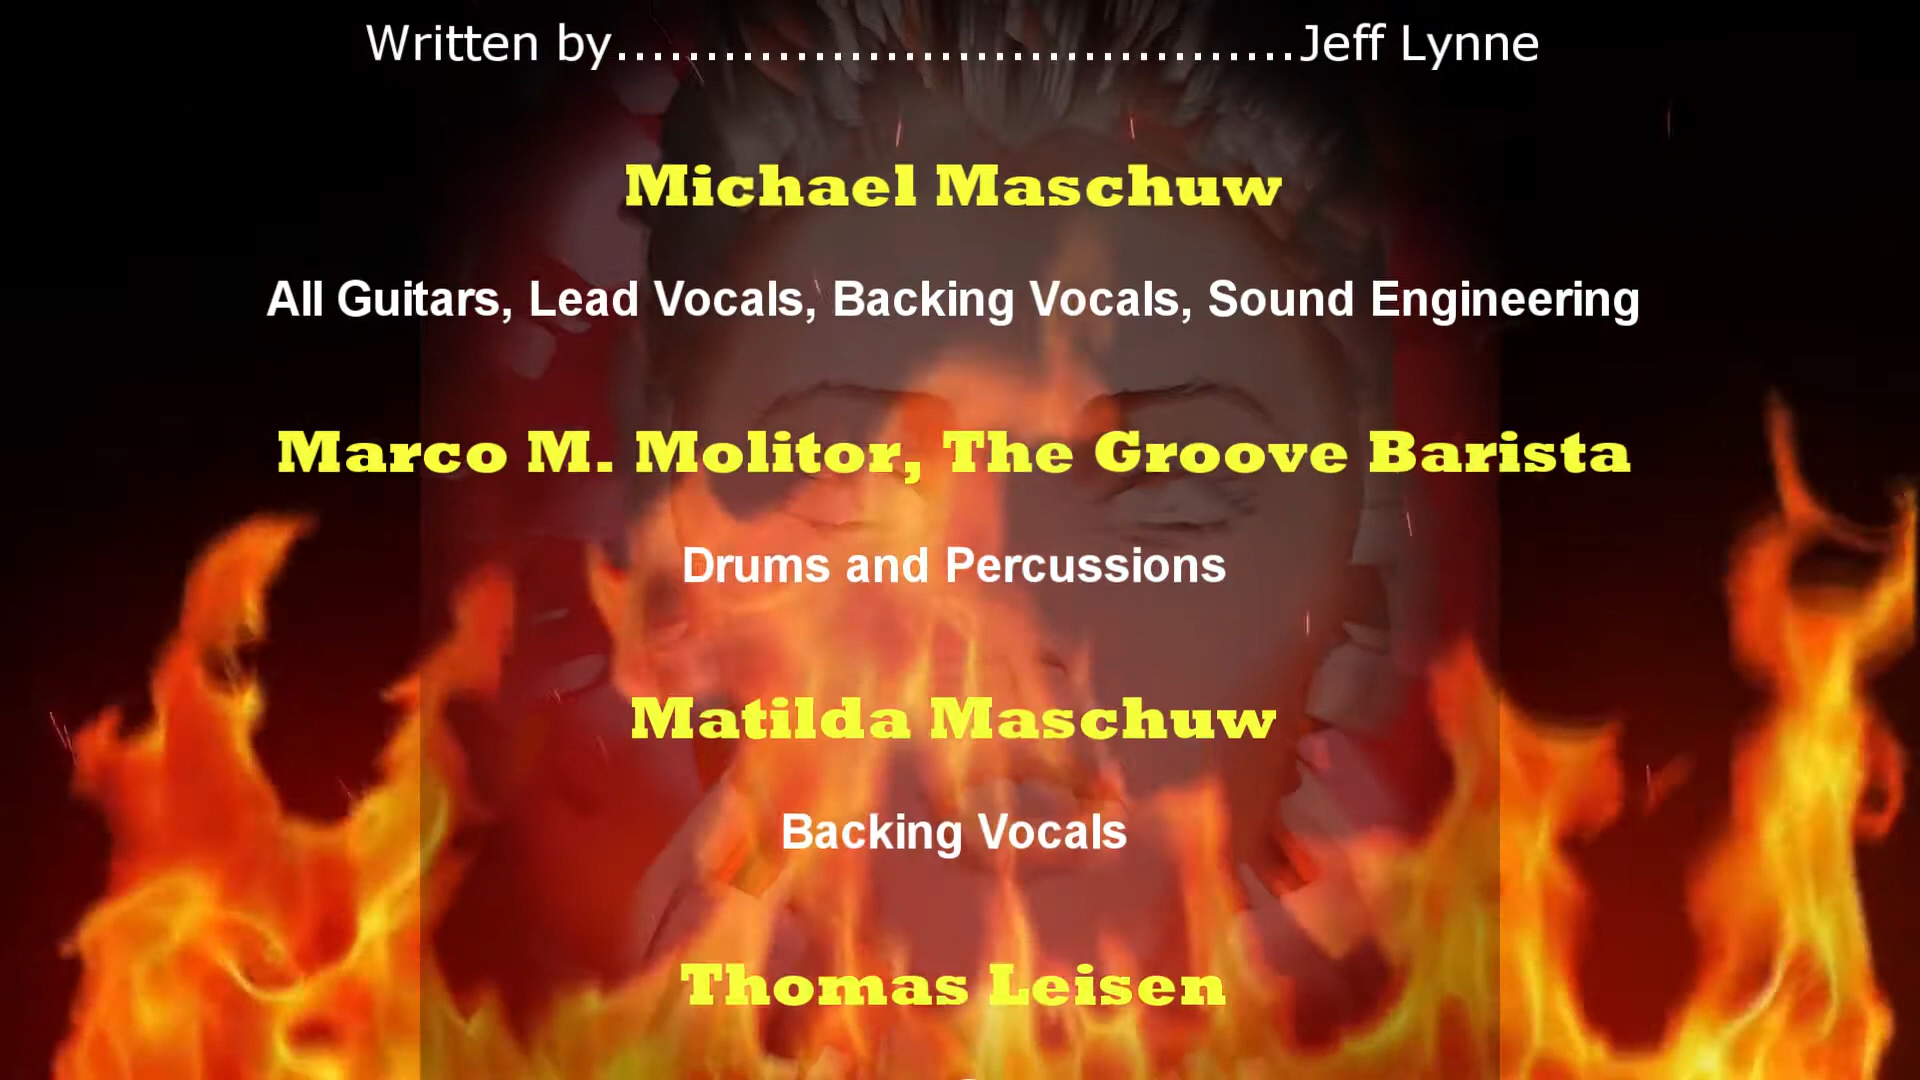 Written by......................................Jeff Lynne
Michael Maschuw
All Guitars, Lead Vocals, Backing Vocals, Sound Engineering
Marco M. Molitor, The Groove Barista
Drums and Percussions
Matilda Maschuw
Backing Vocals
Thomas Leisen